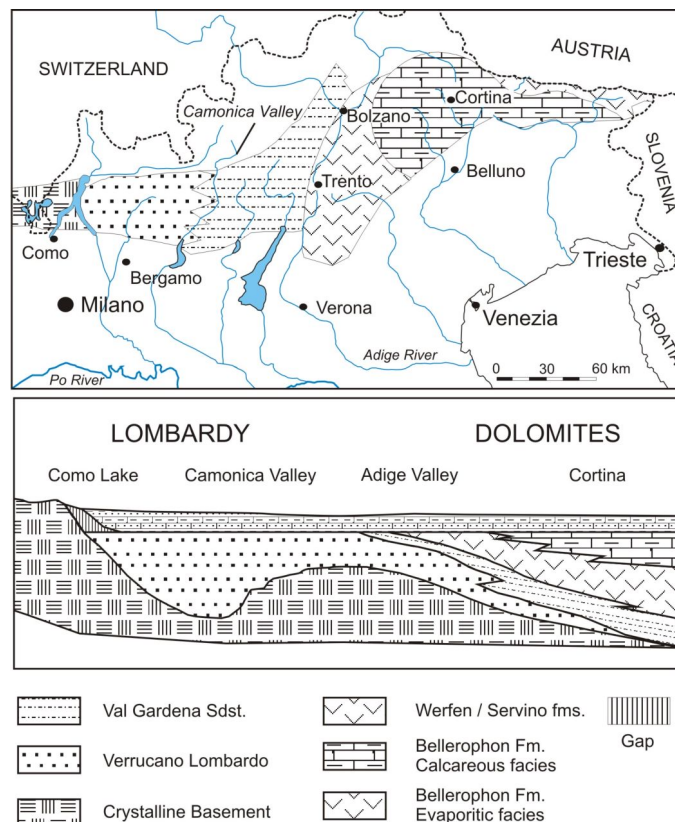 SWITZERLAND
AUSTRIA
Camonica Valley
Cortina
Bolzano
SLOVENIA
Trento
Belluno
Como
Bergamo
Trieste
Milano
Verona
Venezia
CROATIA
Adige River
Po River
0 30 60 km
LOMBARDY DOLOMITES
Como Lake Camonica Valley Adige Valley Cortina
Val Gardena Sdst.
Werfen / Servino fms.
Gap
Verrucano Lombardo
Bellerophon Fm.
Calcareous facies
Crystalline Basement
Bellerophon Fm.
Evaporitic facies